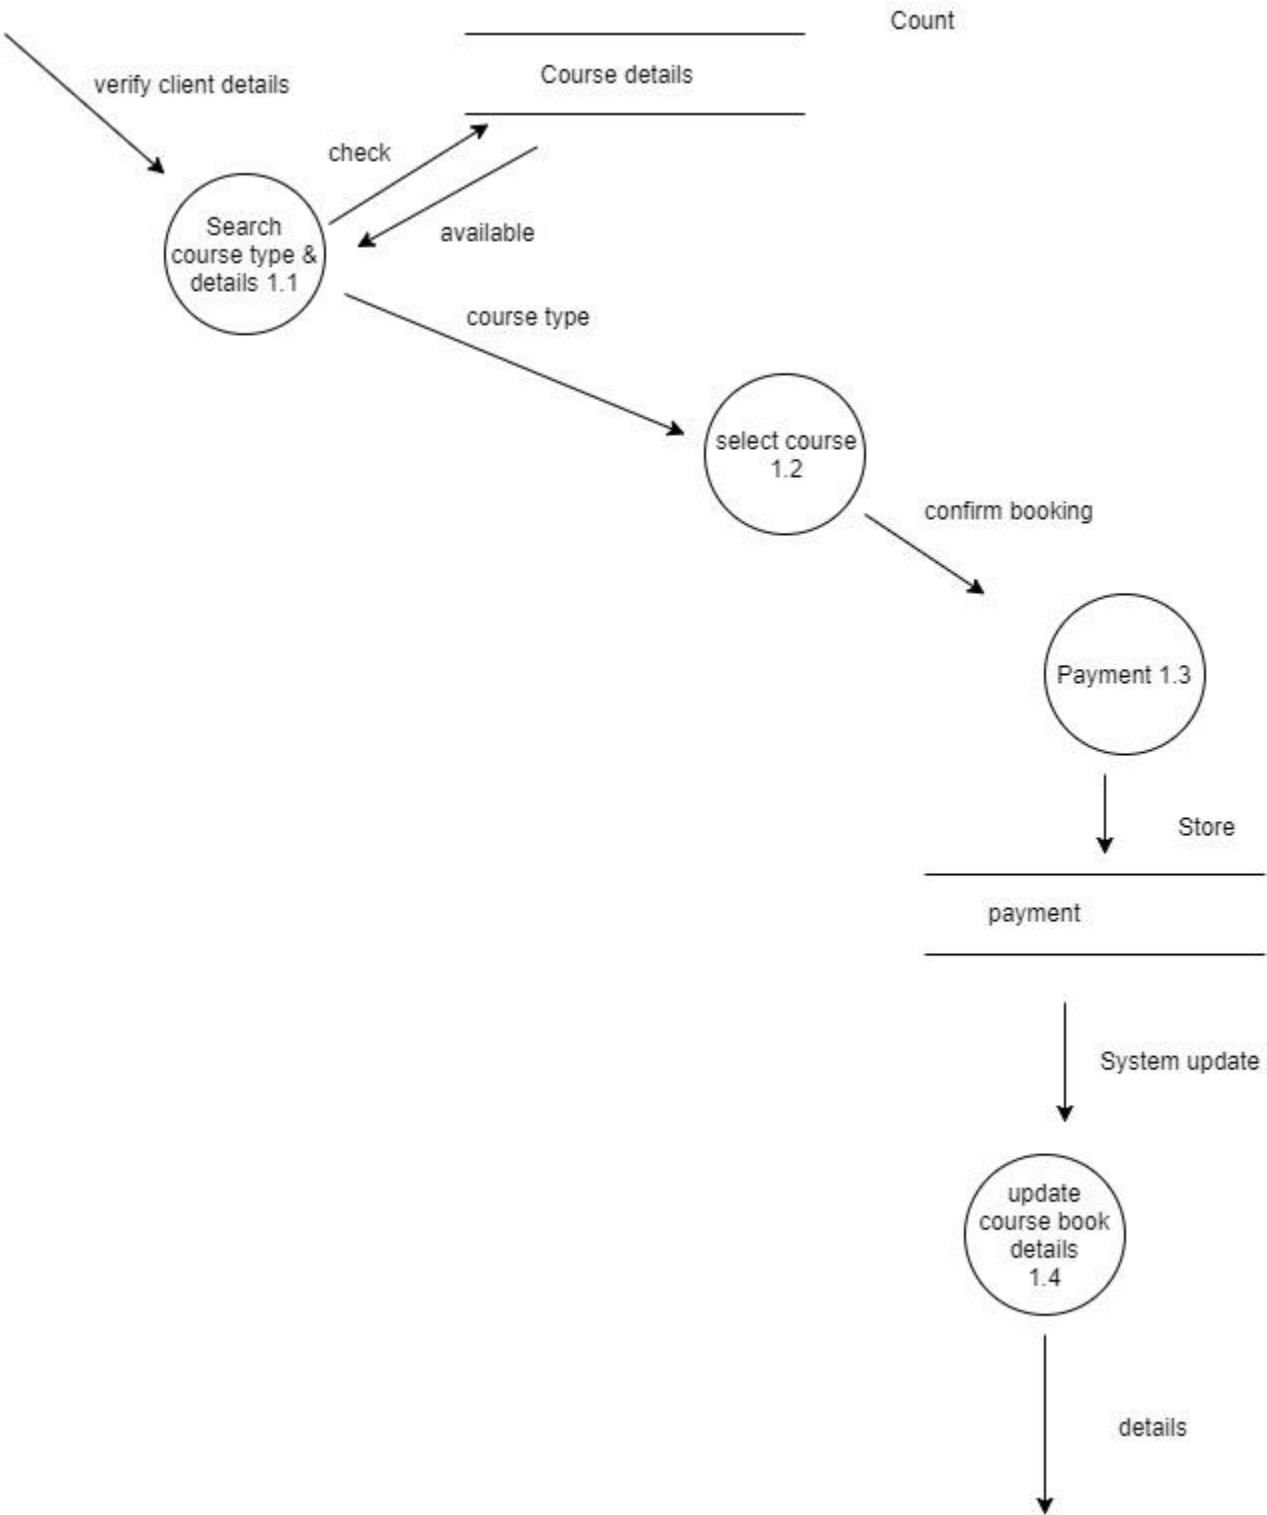 Count
Course details
verify client details
check
Search
course type &
details 1.1
available
course type
select course
1.2
confirm booking
Payment 1.3
Store
payment
System update
update
course book
details
1.4
details